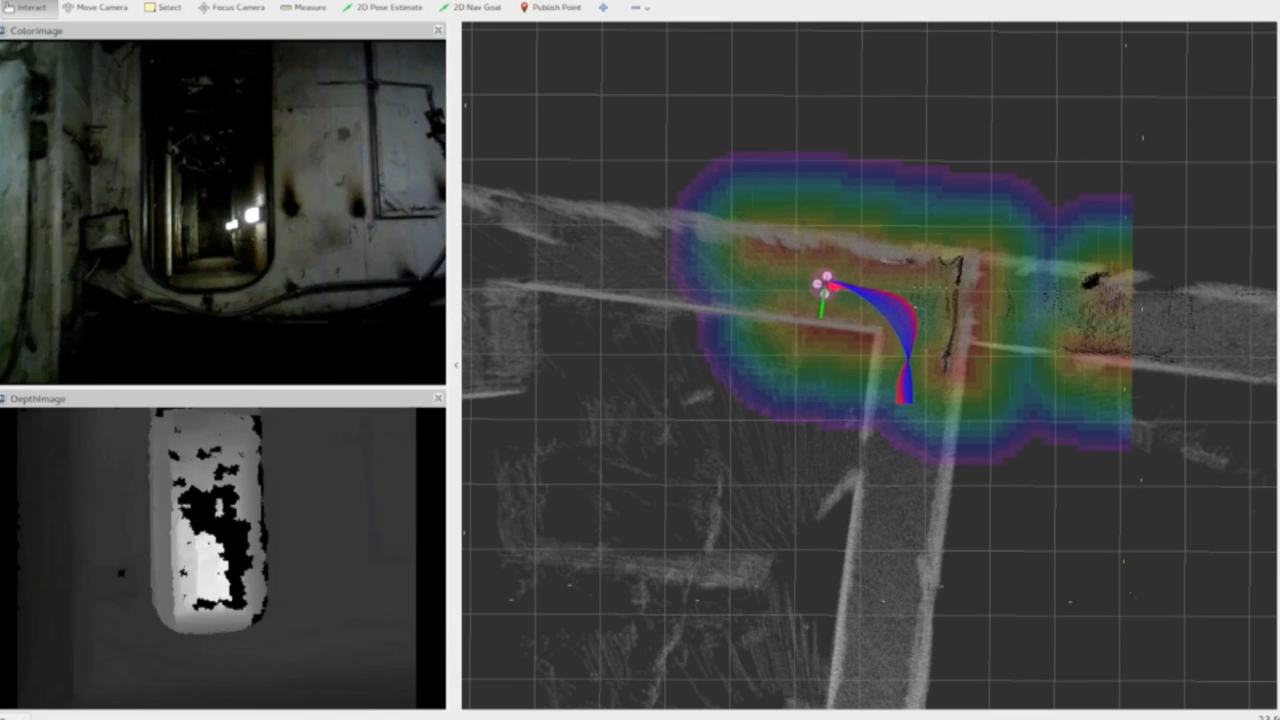 Interact Move Camera Select Focus Camera Measure 2D Pose Estimate 2D Nav Goal Publish Point
ColorImage
DepthImage